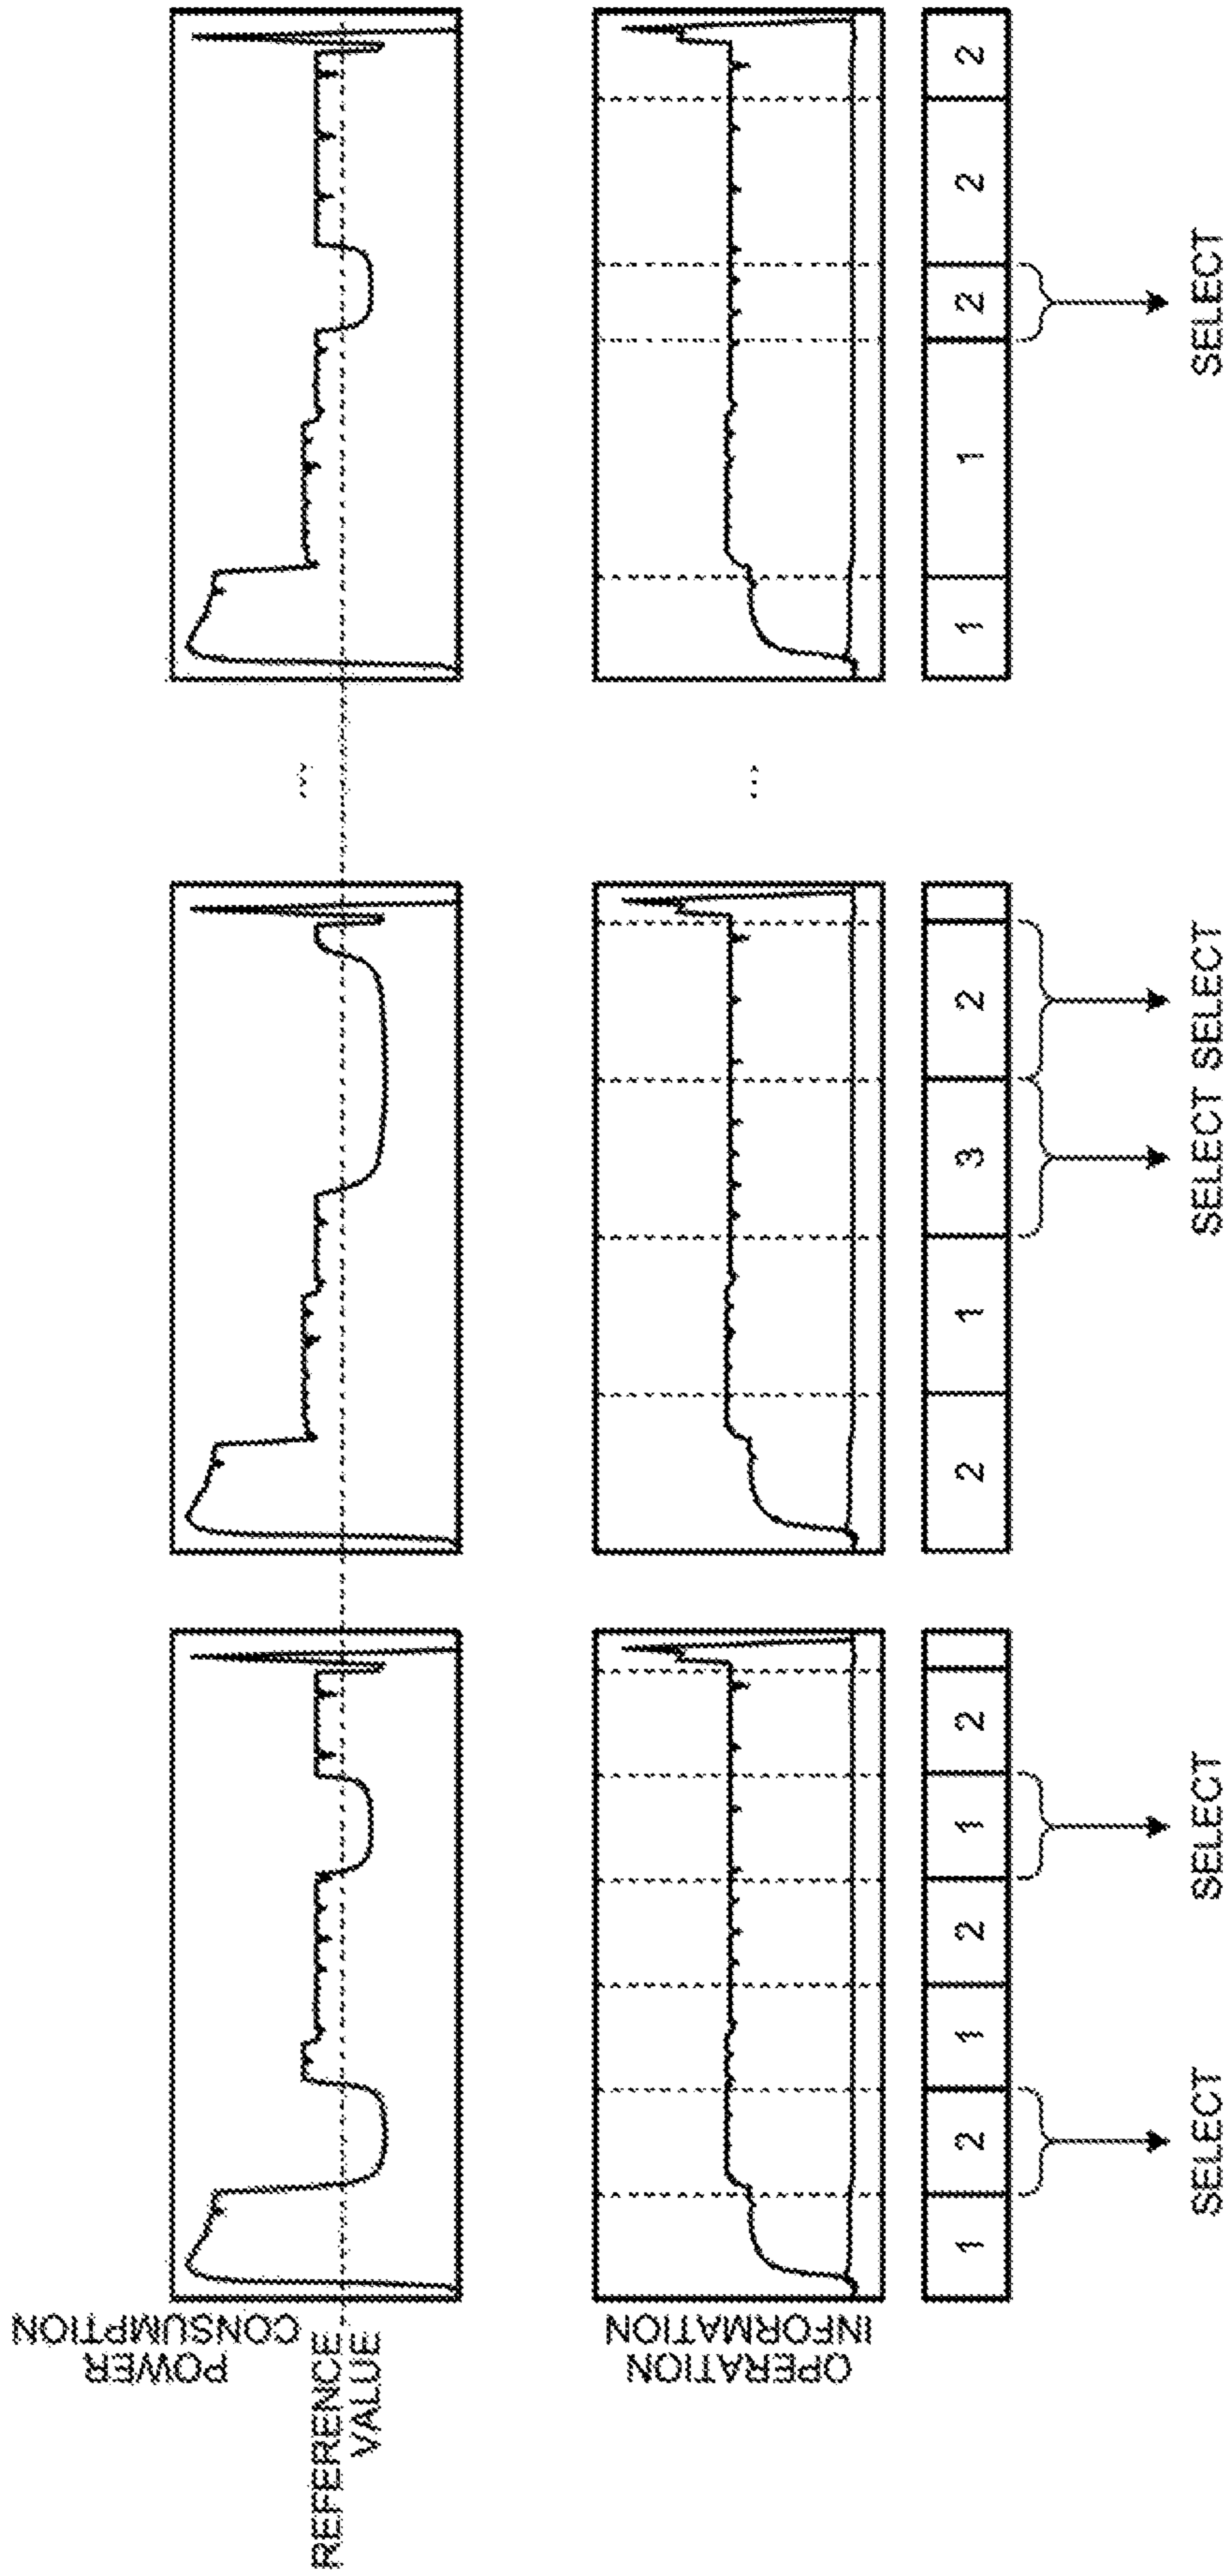 POWER
CONSUMPTION
...
REFERENCE
VALUE
OPERATION
INFORMATION
...
1 2 1 2 1 2
2 1 3 2
1 1 2 2 2
SELECT
SELECT
SELECT SELECT
SELECT